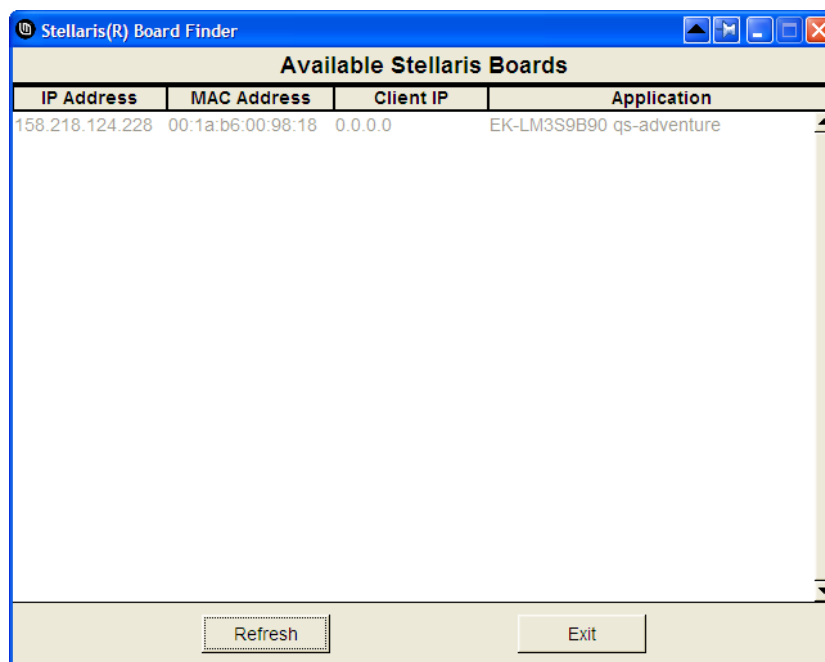 Stellaris(R) Board Finder
Available Stellaris Boards
IP Address MAC Address Client IP Application
158.218.124.228 00:1a:b6:00:98:18 0.0.0.0 EK-LM3S9B90 qs-adventure
Refresh Exit